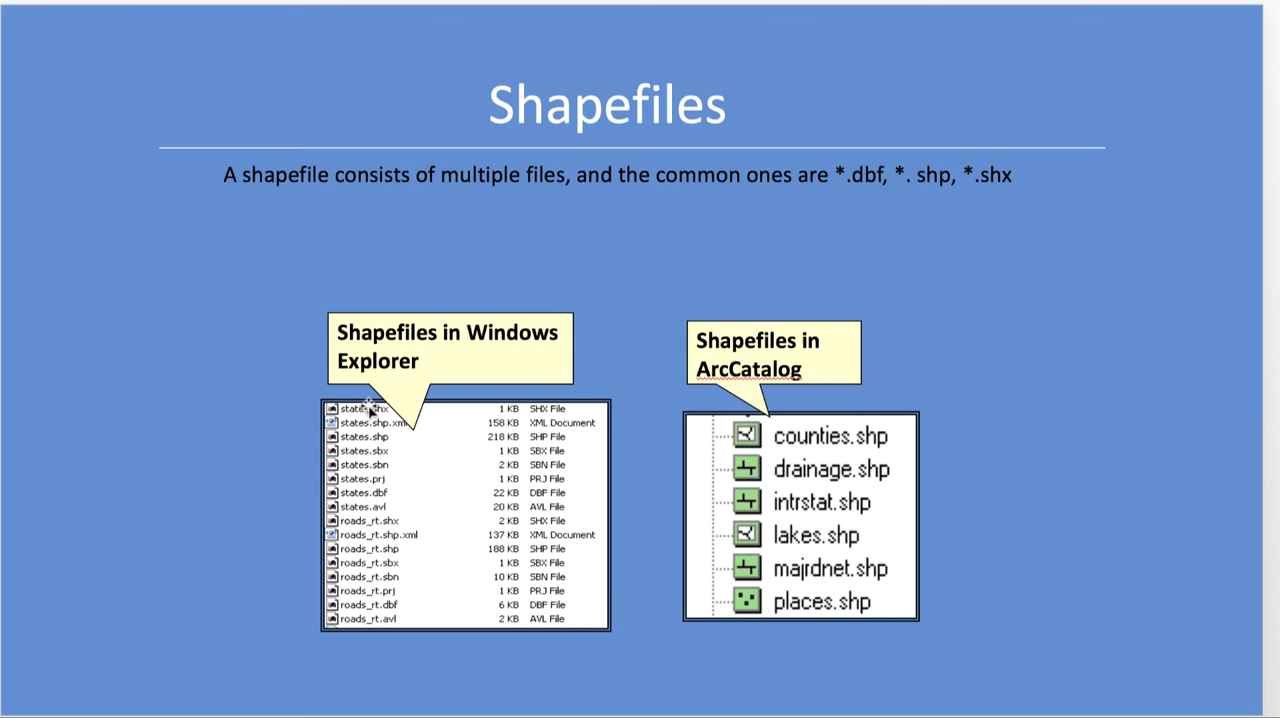 Shapefiles
A shapefile consists of multiple files, and the common ones are *.dbf, *. shp, *.shx
Shapefiles in Windows
Explorer
states.shx 1 KB SHX File
states.shp.xml 158 KB XML Document
states.shp 218 KB SHP File
states.sbx 1 KB SBX File
states.sbn 2 KB SBN File
states.prj 1 KB PRJ File
states.dbf 22 KB DBF File
states.avl 20 KB AVL File
roads_rt.shx 2 KB SHX File
roads_rt.shp.xml 137 KB XML Document
roads_rt.shp 188 KB SHP File
roads_rt.sbx 1 KB SBX File
roads_rt.sbn 10 KB SBN File
roads_rt.prj 1 KB PRJ File
roads_rt.dbf 6 KB DBF File
roads_rt.avl 2 KB AVL File
Shapefiles in
ArcCatalog
counties.shp
drainage.shp
intrstat.shp
lakes.shp
majrdnet.shp
places.shp